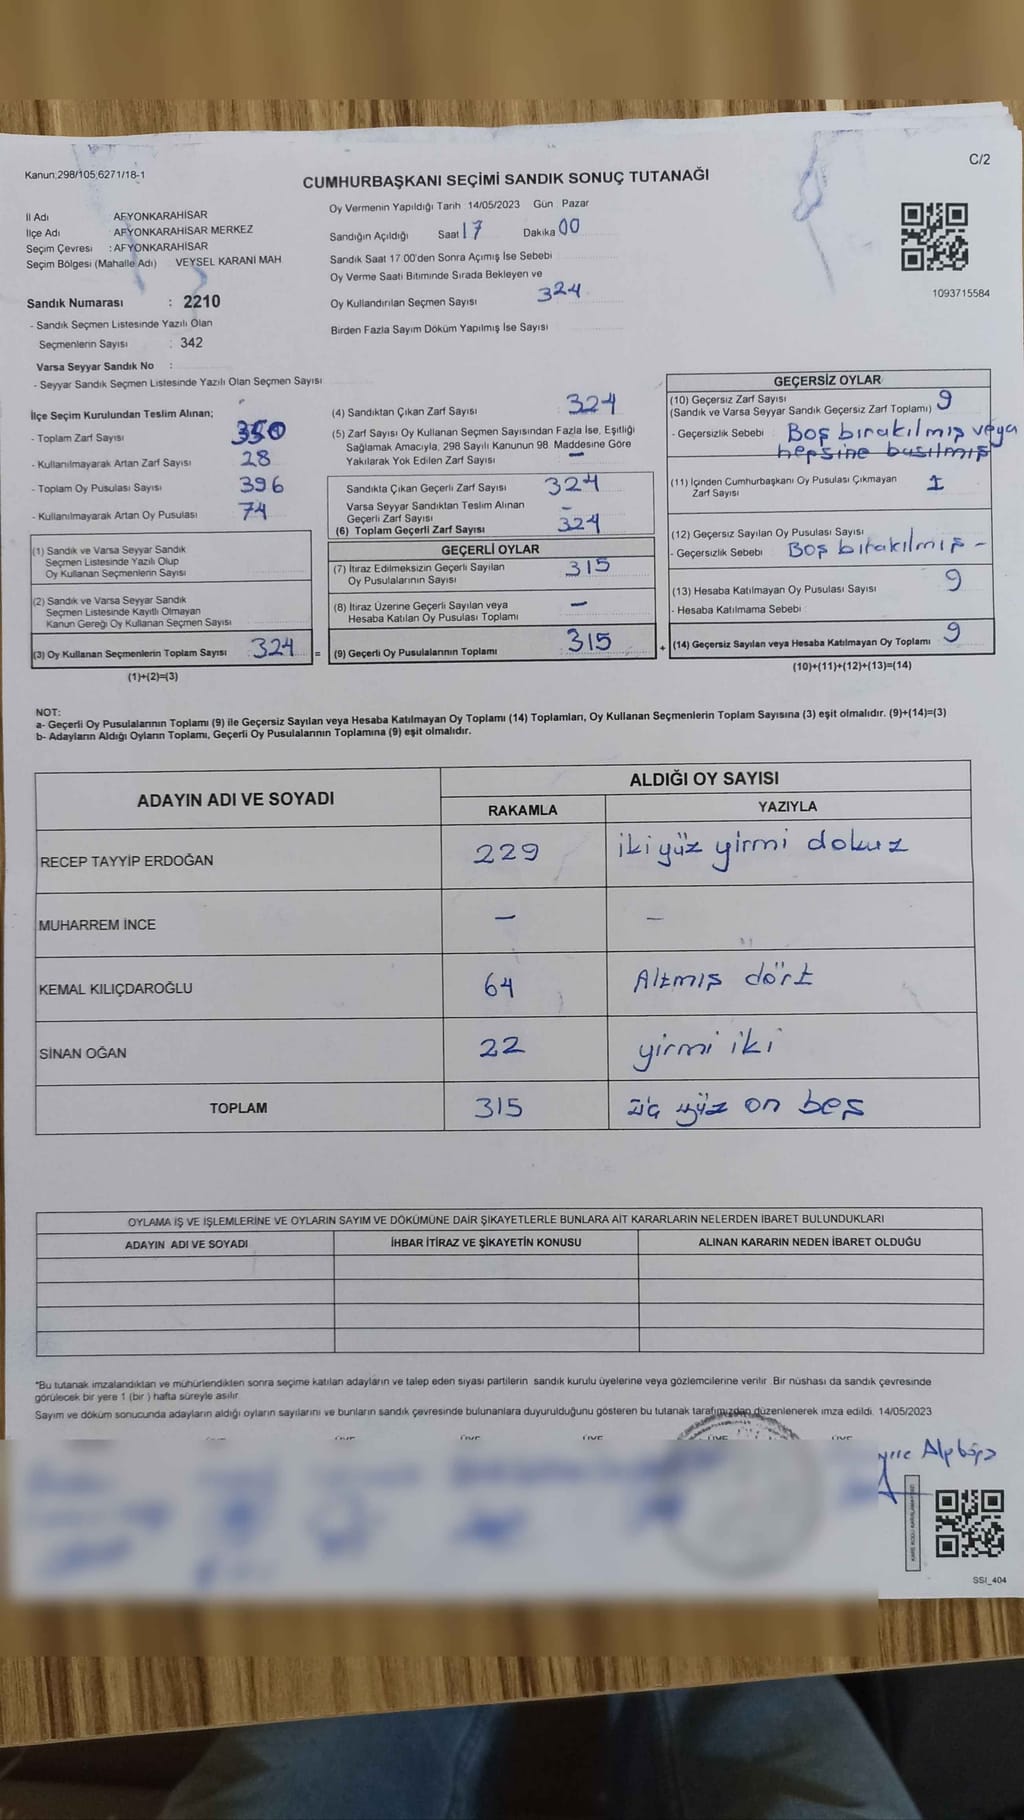 Kanun;298/105,6271/18-1
C/2
CUMHURBAŞKANI SEÇİMİ SANDIK SONUÇ TUTANAĞI
İl Adı AFYONKARAHİSAR
İlçe Adı AFYONKARAHİSAR MERKEZ
Seçim Çevresi : AFYONKARAHİSAR
Seçim Bölgesi (Mahalle Adı) VEYSEL KARANI MAH
Sandık Numarası : 2210
- Sandık Seçmen Listesinde Yazılı Olan
Seçmenlerin Sayısı : 342
Varsa Seyyar Sandık No :
- Seyyar Sandık Seçmen Listesinde Yazılı Olan Seçmen Sayısı
Oy Vermenin Yapıldığı Tarih : 14/05/2023 Gün : Pazar
Sandığın Açıldığı Saat 17 Dakika 00
Sandık Saat 17.00'den Sonra Açımış İse Sebebi
Oy Verme Saati Bitiminde Sırada Bekleyen ve
Oy Kullandırılan Seçmen Sayısı 324
Birden Fazla Sayım Döküm Yapılmış İse Sayısı
1093715584
İlçe Seçim Kurulundan Teslim Alınan;
- Toplam Zarf Sayısı 350
- Kullanılmayarak Artan Zarf Sayısı 28
- Toplam Oy Pusulası Sayısı 396
- Kullanılmayarak Artan Oy Pusulası 74
(1) Sandık ve Varsa Seyyar Sandık
Seçmen Listesinde Yazılı Olup
Oy Kullanan Seçmenlerin Sayısı
(2) Sandık ve Varsa Seyyar Sandık
Seçmen Listesinde Kayıtlı Olmayan
Kanun Gereği Oy Kullanan Seçmen Sayısı
(3) Oy Kullanan Seçmenlerin Toplam Sayısı 324 =
(1)+(2)=(3)
(4) Sandıktan Çıkan Zarf Sayısı 324
(5) Zarf Sayısı Oy Kullanan Seçmen Sayısından Fazla İse, Eşitliği
Sağlamak Amacıyla, 298 Sayılı Kanunun 98. Maddesine Göre
Yakılarak Yok Edilen Zarf Sayısı –
Sandıkta Çıkan Geçerli Zarf Sayısı 324
Varsa Seyyar Sandıktan Teslim Alınan
Geçerli Zarf Sayısı -
(6) Toplam Geçerli Zarf Sayısı 324
GEÇERLİ OYLAR
(7) İtiraz Edilmeksizin Geçerli Sayılan
Oy Pusulalarının Sayısı 315
(8) İtiraz Üzerine Geçerli Sayılan veya
Hesaba Katılan Oy Pusulası Toplamı –
(9) Geçerli Oy Pusulalarının Toplamı : 315 +
GEÇERSİZ OYLAR
(10) Geçersiz Zarf Sayısı
(Sandık ve Varsa Seyyar Sandık Geçersiz Zarf Toplamı) 9
- Geçersizlik Sebebi Boş bırakılmış veya
hepsine basılmış
(11) İçinden Cumhurbaşkanı Oy Pusulası Çıkmayan
Zarf Sayısı 1
(12) Geçersiz Sayılan Oy Pusulası Sayısı
- Geçersizlik Sebebi Boş bırakılmış -
(13) Hesaba Katılmayan Oy Pusulası Sayısı 9
- Hesaba Katılmama Sebebi
(14) Geçersiz Sayılan veya Hesaba Katılmayan Oy Toplamı 9
(10)+(11)+(12)+(13)=(14)
NOT:
a- Geçerli Oy Pusulalarının Toplamı (9) ile Geçersiz Sayılan veya Hesaba Katılmayan Oy Toplamı (14) Toplamları, Oy Kullanan Seçmenlerin Toplam Sayısına (3) eşit olmalıdır. (9)+(14)=(3)
b- Adayların Aldığı Oyların Toplamı, Geçerli Oy Pusulalarının Toplamına (9) eşit olmalıdır.
ADAYIN ADI VE SOYADI ALDIĞI OY SAYISI
RAKAMLA YAZIYLA
RECEP TAYYİP ERDOĞAN 229 iki yüz yirmi dokuz
MUHARREM İNCE – –
KEMAL KILIÇDAROĞLU 64 Altmış dört
SİNAN OĞAN 22 yirmi iki
TOPLAM 315 üç yüz on beş
OYLAMA İŞ VE İŞLEMLERİNE VE OYLARIN SAYIM VE DÖKÜMÜNE DAİR ŞİKAYETLERLE BUNLARA AİT KARARLARIN NELERDEN İBARET BULUNDUKLARI
ADAYIN ADI VE SOYADI İHBAR İTİRAZ VE ŞİKAYETİN KONUSU ALINAN KARARIN NEDEN İBARET OLDUĞU
*Bu tutanak imzalandıktan ve mühürlendikten sonra seçime katılan adayların ve talep eden siyasi partilerin sandık kurulu üyelerine veya gözlemcilerine verilir. Bir nüshası da sandık çevresinde
görülecek bir yere 1 (bir ) hafta süreyle asılır.
Sayım ve döküm sonucunda adayların aldığı oyların sayılarını ve bunların sandık çevresinde bulunanlara duyurulduğunu gösteren bu tutanak tarafımızdan düzenlenerek imza edildi. 14/05/2023
SSI_404